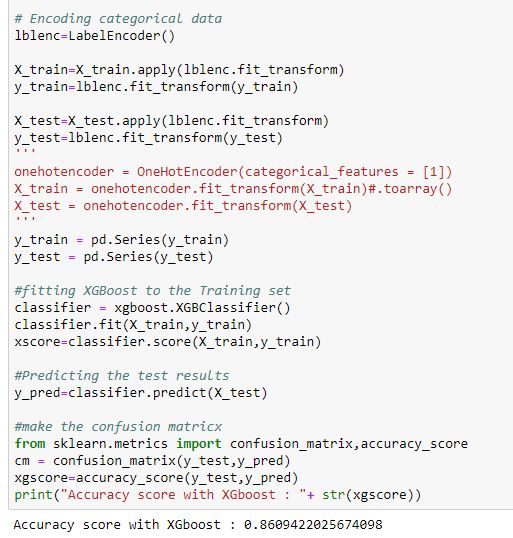 # Encoding categorical data
lblenc=LabelEncoder()
X_train=X_train.apply(lblenc.fit_transform)
y_train=lblenc.fit_transform(y_train)
X_test=X_test.apply(lblenc.fit_transform)
y_test=lblenc.fit_transform(y_test)
'''
onehotencoder = OneHotEncoder(categorical_features = [1])
X_train = onehotencoder.fit_transform(X_train)#.toarray()
X_test = onehotencoder.fit_transform(X_test)
'''
y_train = pd.Series(y_train)
y_test = pd.Series(y_test)
#fitting XGBoost to the Training set
classifier = xgboost.XGBClassifier()
classifier.fit(X_train,y_train)
xscore=classifier.score(X_train,y_train)
#Predicting the test results
y_pred=classifier.predict(X_test)
#make the confusion matricx
from sklearn.metrics import confusion_matrix,accuracy_score
cm = confusion_matrix(y_test,y_pred)
xgscore=accuracy_score(y_test,y_pred)
print("Accuracy score with XGboost : "+ str(xgscore))
Accuracy score with XGboost : 0.8609422025674098